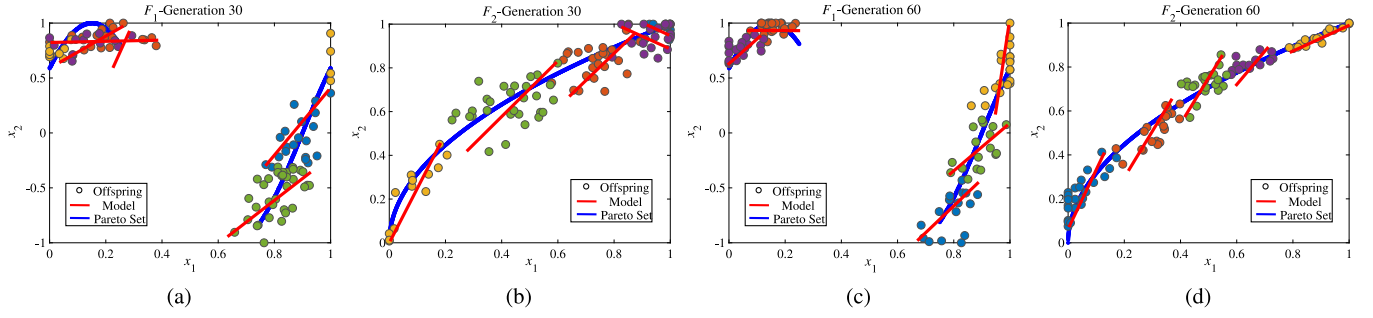 F1-Generation 30
1
0.5
0
-0.5
-1
x2
0 0.2 0.4 0.6 0.8 1
x1
Offspring
Model
Pareto Set
(a)
F2-Generation 30
1
0.8
0.6
0.4
0.2
0
x2
0 0.2 0.4 0.6 0.8 1
x1
Offspring
Model
Pareto Set
(b)
F1-Generation 60
1
0.5
0
-0.5
-1
x2
0 0.2 0.4 0.6 0.8 1
x1
Offspring
Model
Pareto Set
(c)
F2-Generation 60
1
0.8
0.6
0.4
0.2
0
x2
0 0.2 0.4 0.6 0.8 1
x1
Offspring
Model
Pareto Set
(d)